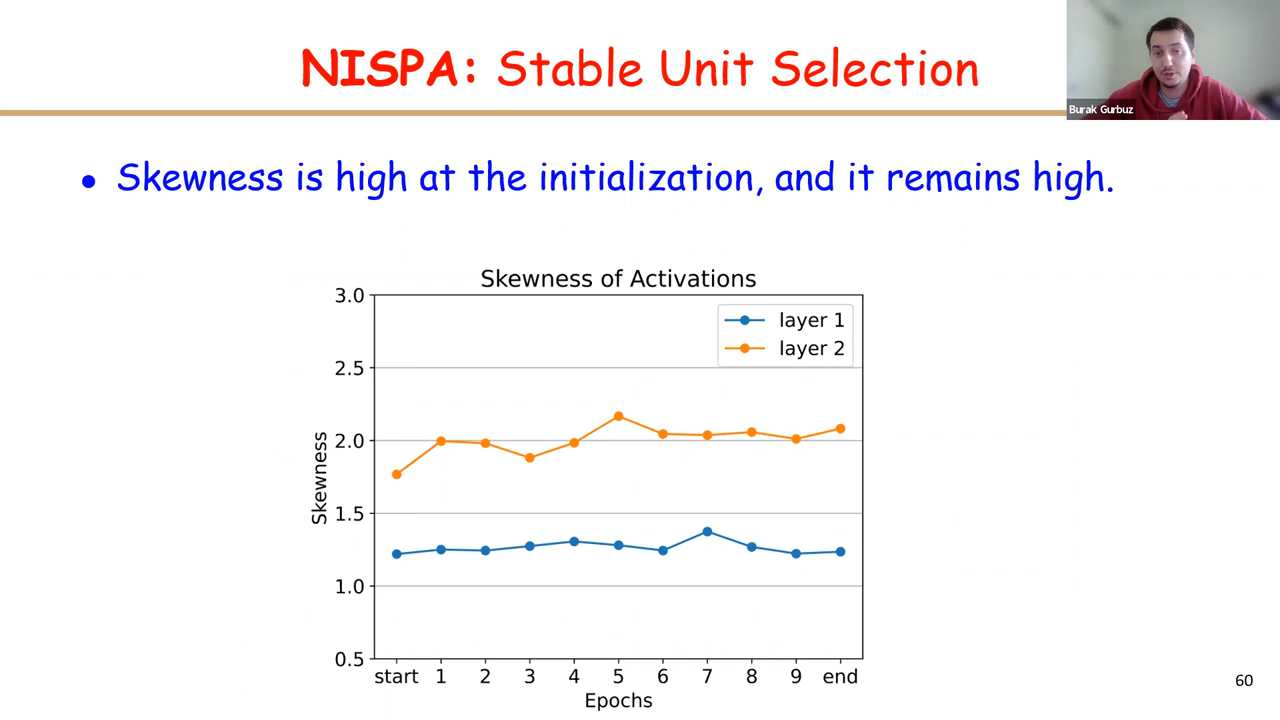 NISPA: Stable Unit Selection
Burak Gurbuz
• Skewness is high at the initialization, and it remains high.
Skewness of Activations
3.0
2.5
2.0
1.5
1.0
0.5
Skewness
layer 1
layer 2
start 1 2 3 4 5 6 7 8 9 end
Epochs
60